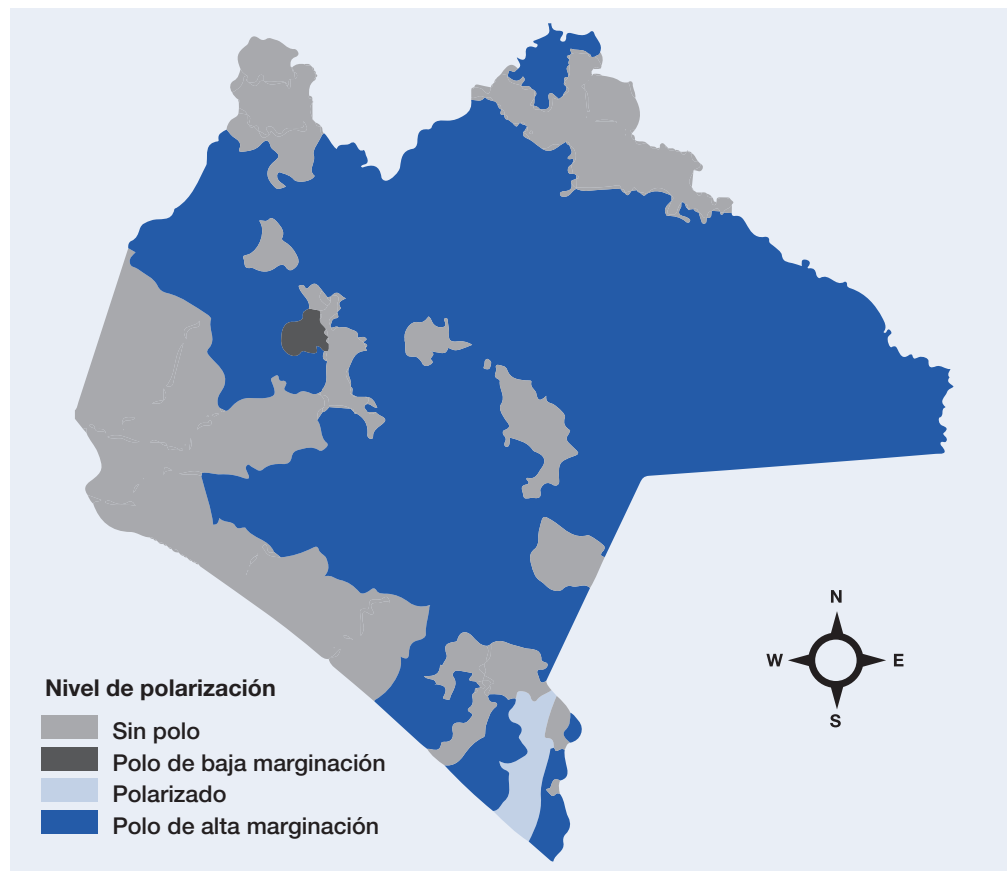 N
W
E
S
Nivel de polarización
Sin polo
Polo de baja marginación
Polarizado
Polo de alta marginación